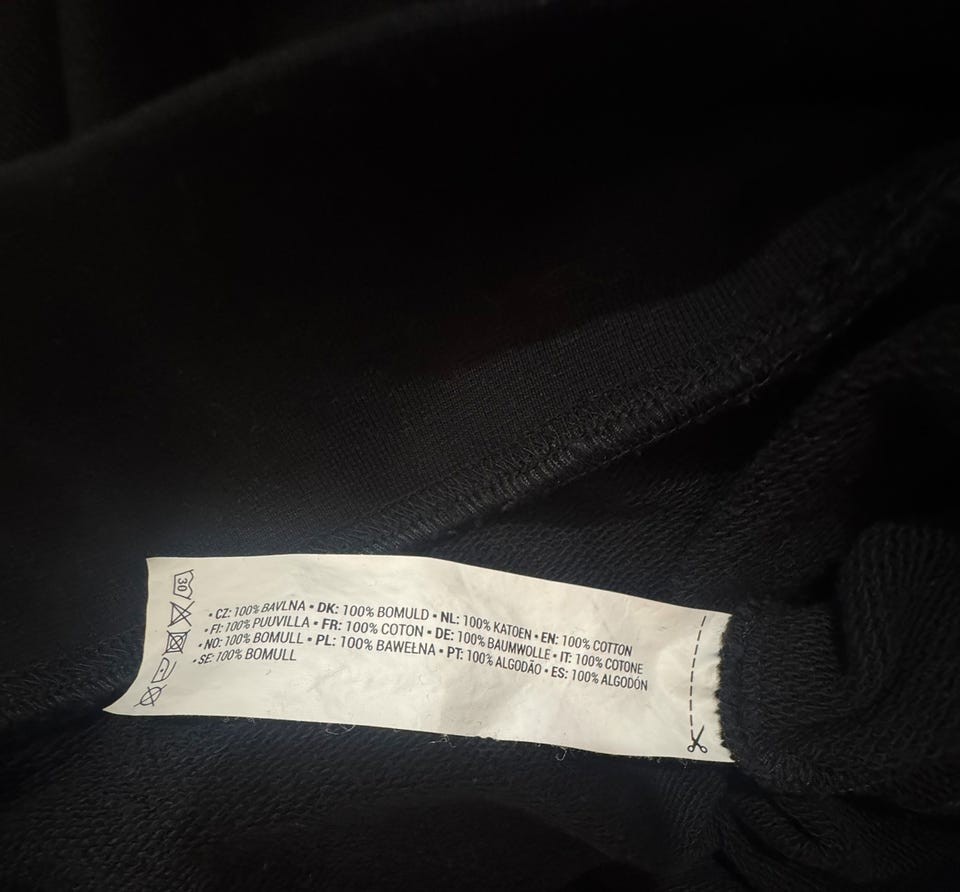 30
• CZ: 100% BAVLNA • DK: 100% BOMULD • NL: 100% KATOEN • EN: 100% COTTON
• FI: 100% PUUVILLA • FR: 100% COTON • DE: 100% BAUMWOLLE • IT: 100% COTONE
• NO: 100% BOMULL • PL: 100% BAWEŁNA • PT: 100% ALGODÃO • ES: 100% ALGODÓN
• SE: 100% BOMULL